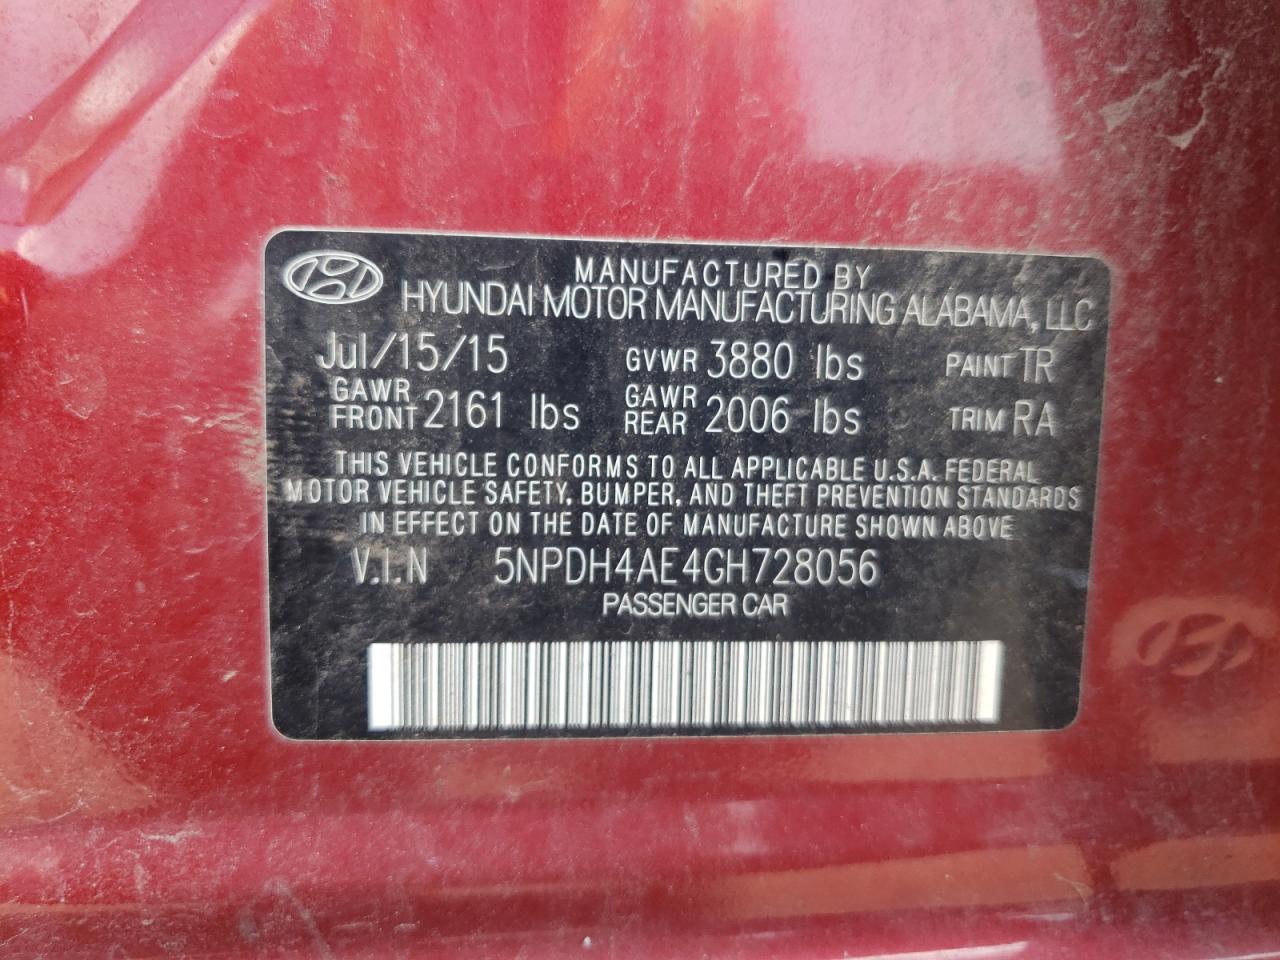 MANUFACTURED BY
HYUNDAI MOTOR MANUFACTURING ALABAMA, LLC
Jul/15/15 GVWR 3880 lbs PAINT TR
GAWR FRONT 2161 lbs GAWR REAR 2006 lbs TRIM RA
THIS VEHICLE CONFORMS TO ALL APPLICABLE U.S.A. FEDERAL
MOTOR VEHICLE SAFETY, BUMPER, AND THEFT PREVENTION STANDARDS
IN EFFECT ON THE DATE OF MANUFACTURE SHOWN ABOVE
V.I.N 5NPDH4AE4GH728056
PASSENGER CAR